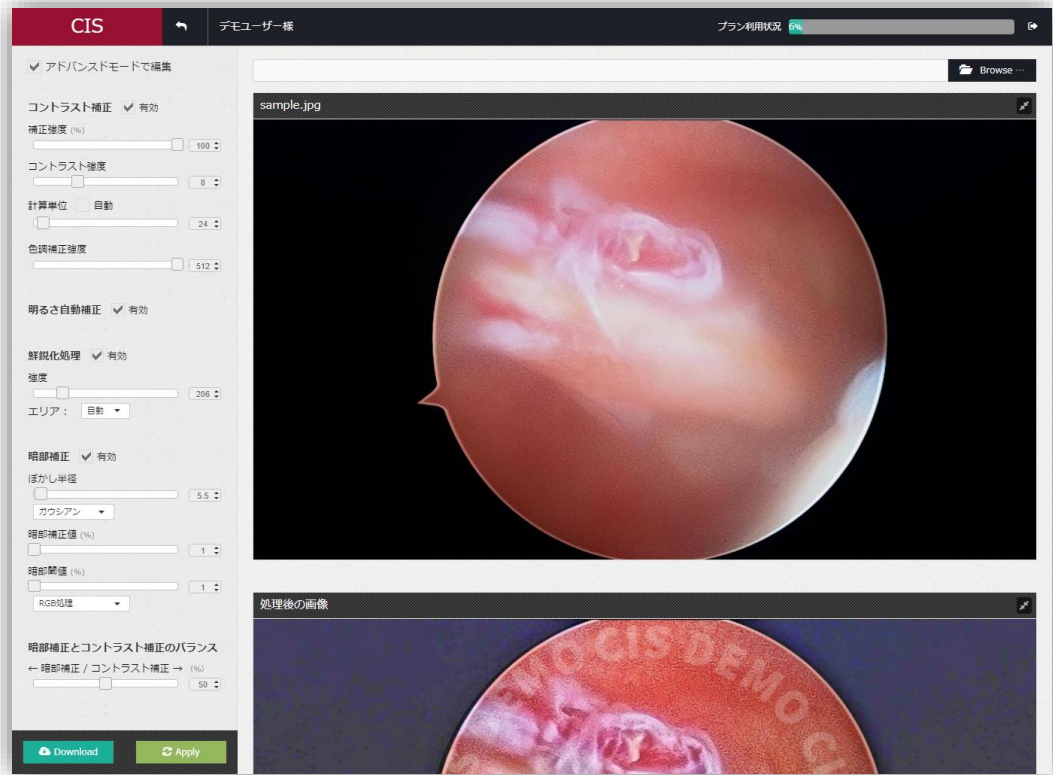 CIS
デモユーザー様
プラン利用状況 6%
アドバンスドモードで編集
Browse ...
コントラスト補正 有効
補正強度 (%)
100
コントラスト強度
8
計算単位 自動
24
色調補正強度
512
明るさ自動補正 有効
鮮鋭化処理 有効
強度
206
エリア： 自動
暗部補正 有効
ぼかし半径
5.5
ガウシアン
暗部補正値 (%)
1
暗部閾値 (%)
1
RGB処理
暗部補正とコントラスト補正のバランス
← 暗部補正 / コントラスト補正 → (%)
50
Download
Apply
sample.jpg
処理後の画像
CIS DEMO